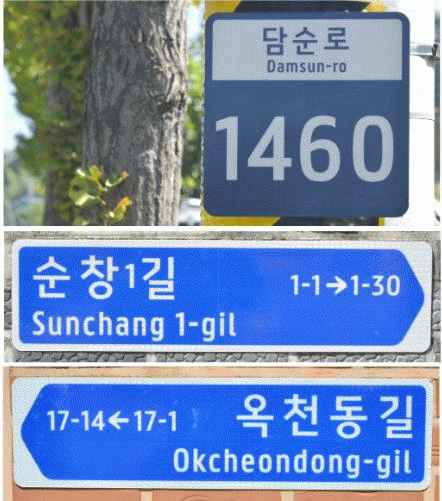 담순로
Damsun-ro
1460
순창1길 1-1→1-30
Sunchang 1-gil
17-14←17-1 옥천동길
Okcheondong-gil